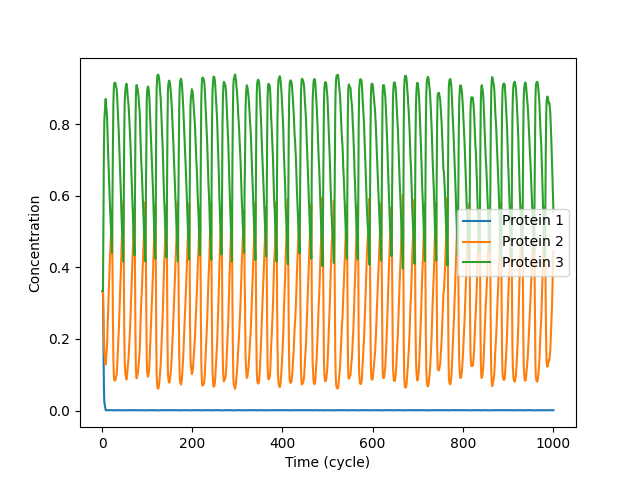 0.8
0.6
0.4
0.2
0.0
Concentration
Protein 1
Protein 2
Protein 3
0 200 400 600 800 1000
Time (cycle)